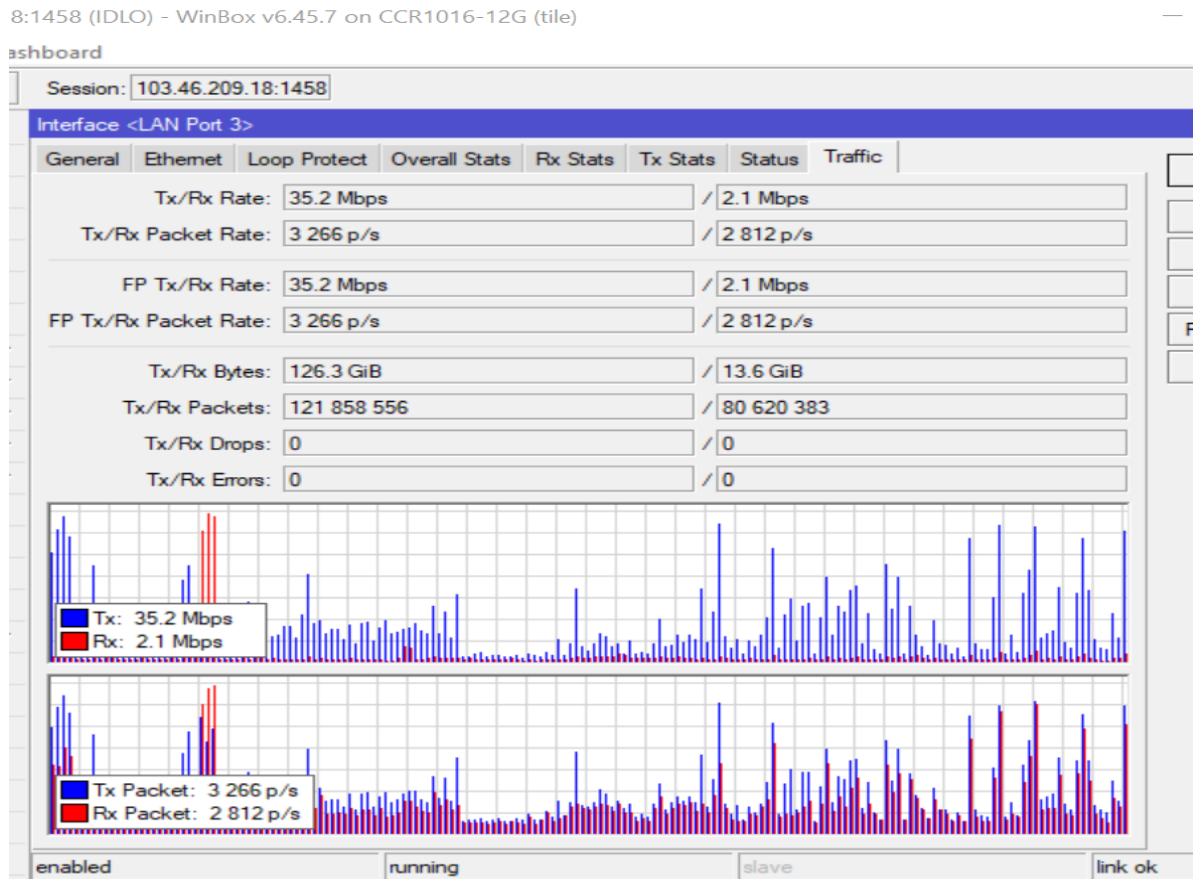 8:1458 (IDLO) - WinBox v6.45.7 on CCR1016-12G (tile)
ashboard
Session: 103.46.209.18:1458
Interface <LAN Port 3>
General Ethernet Loop Protect Overall Stats Rx Stats Tx Stats Status Traffic
Tx/Rx Rate: 35.2 Mbps / 2.1 Mbps
Tx/Rx Packet Rate: 3 266 p/s / 2 812 p/s
FP Tx/Rx Rate: 35.2 Mbps / 2.1 Mbps
FP Tx/Rx Packet Rate: 3 266 p/s / 2 812 p/s
Tx/Rx Bytes: 126.3 GiB / 13.6 GiB
Tx/Rx Packets: 121 858 556 / 80 620 383
Tx/Rx Drops: 0 / 0
Tx/Rx Errors: 0 / 0
Tx: 35.2 Mbps
Rx: 2.1 Mbps
Tx Packet: 3 266 p/s
Rx Packet: 2 812 p/s
enabled running slave link ok